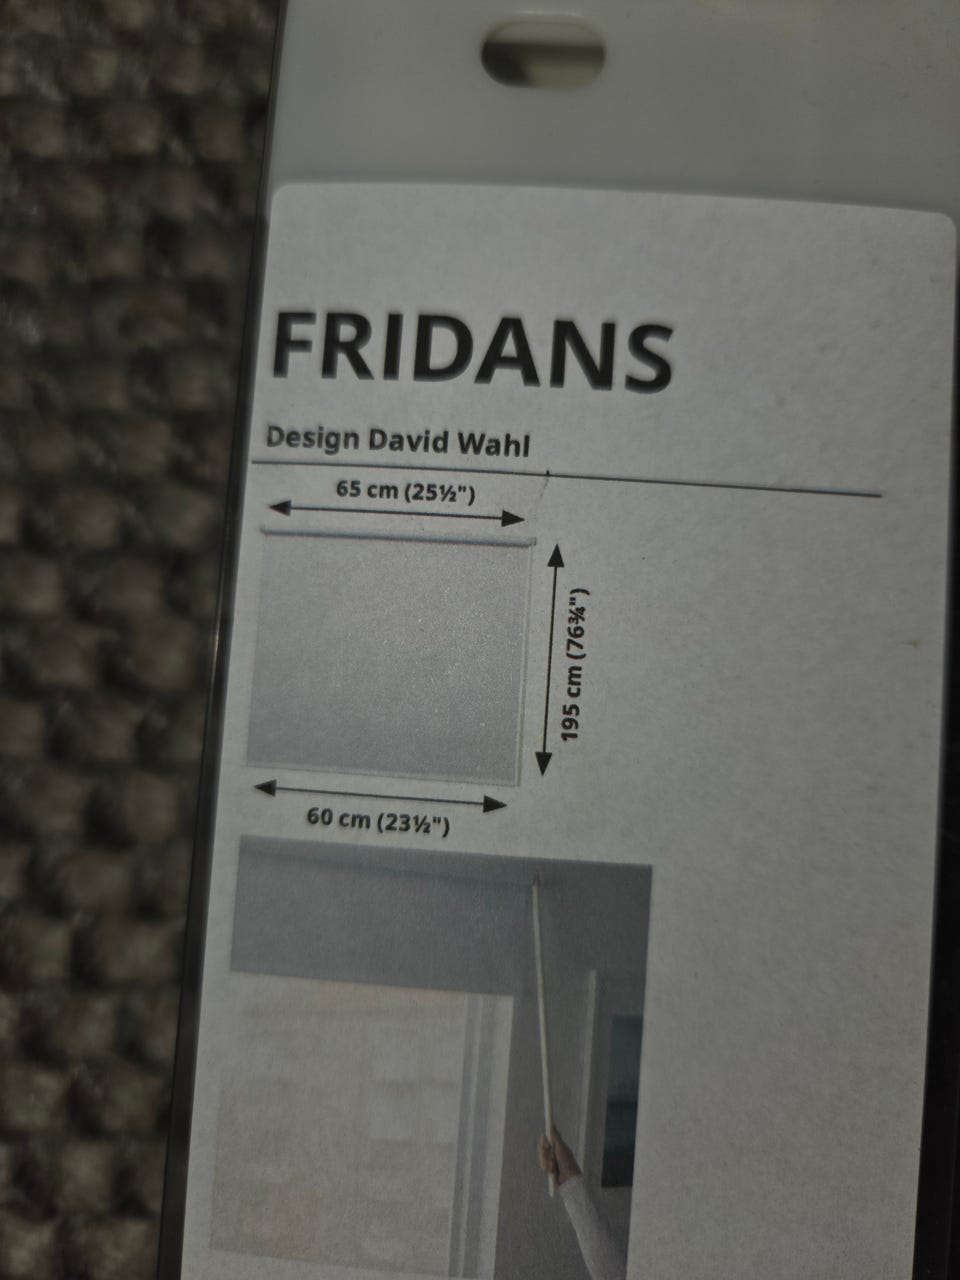 FRIDANS
Design David Wahl
65 cm (25½")
195 cm (76¾")
60 cm (23½")